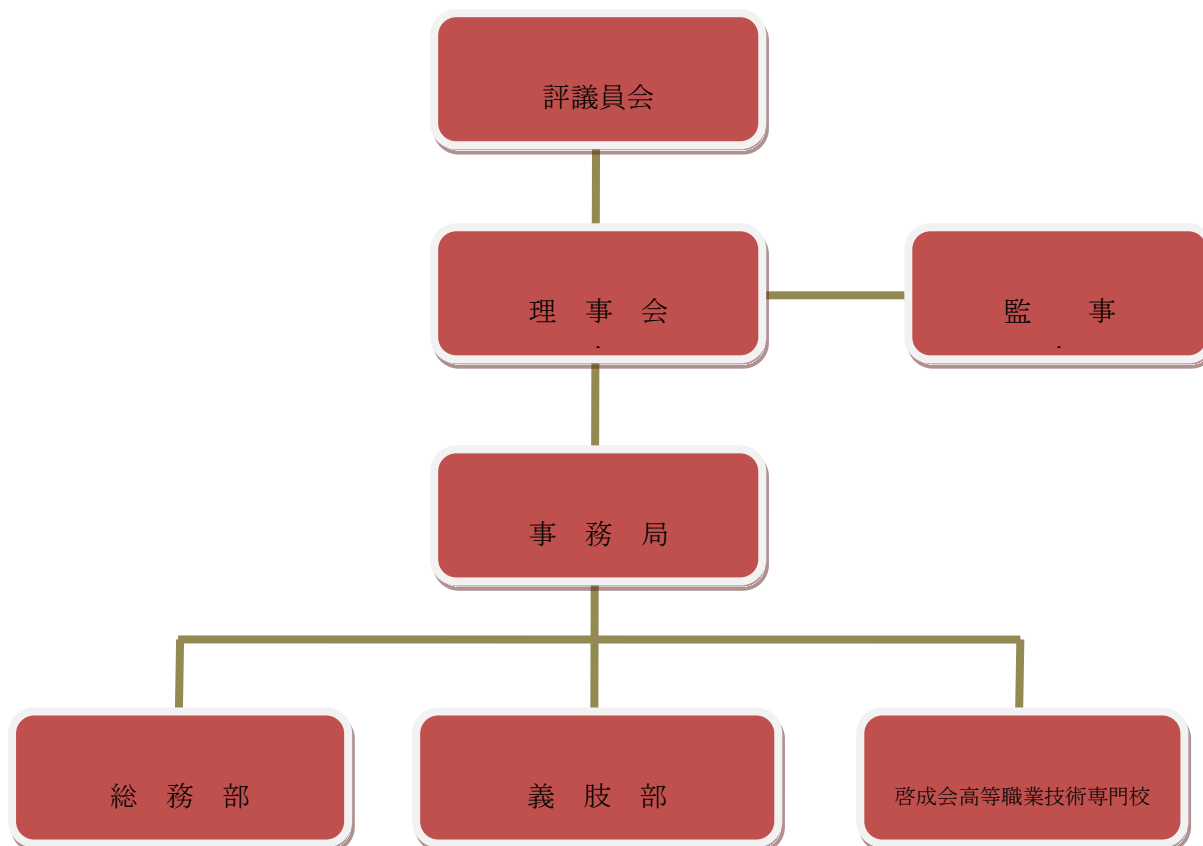 評議員会
理　事　会
監　　事
事　務　局
総　務　部
義　肢　部
啓成会高等職業技術専門校